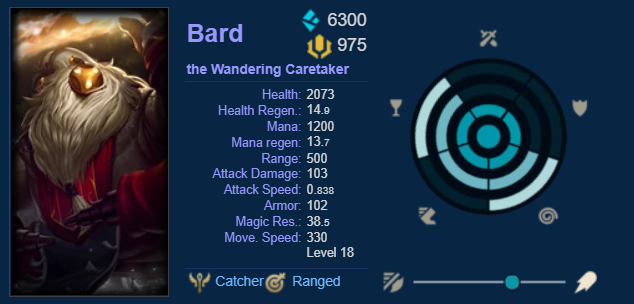 Bard
6300
975
the Wandering Caretaker
Health: 2073
Health Regen.: 14.9
Mana: 1200
Mana regen: 13.7
Range: 500
Attack Damage: 103
Attack Speed: 0.838
Armor: 102
Magic Res.: 38.5
Move. Speed: 330
Level 18
Catcher Ranged